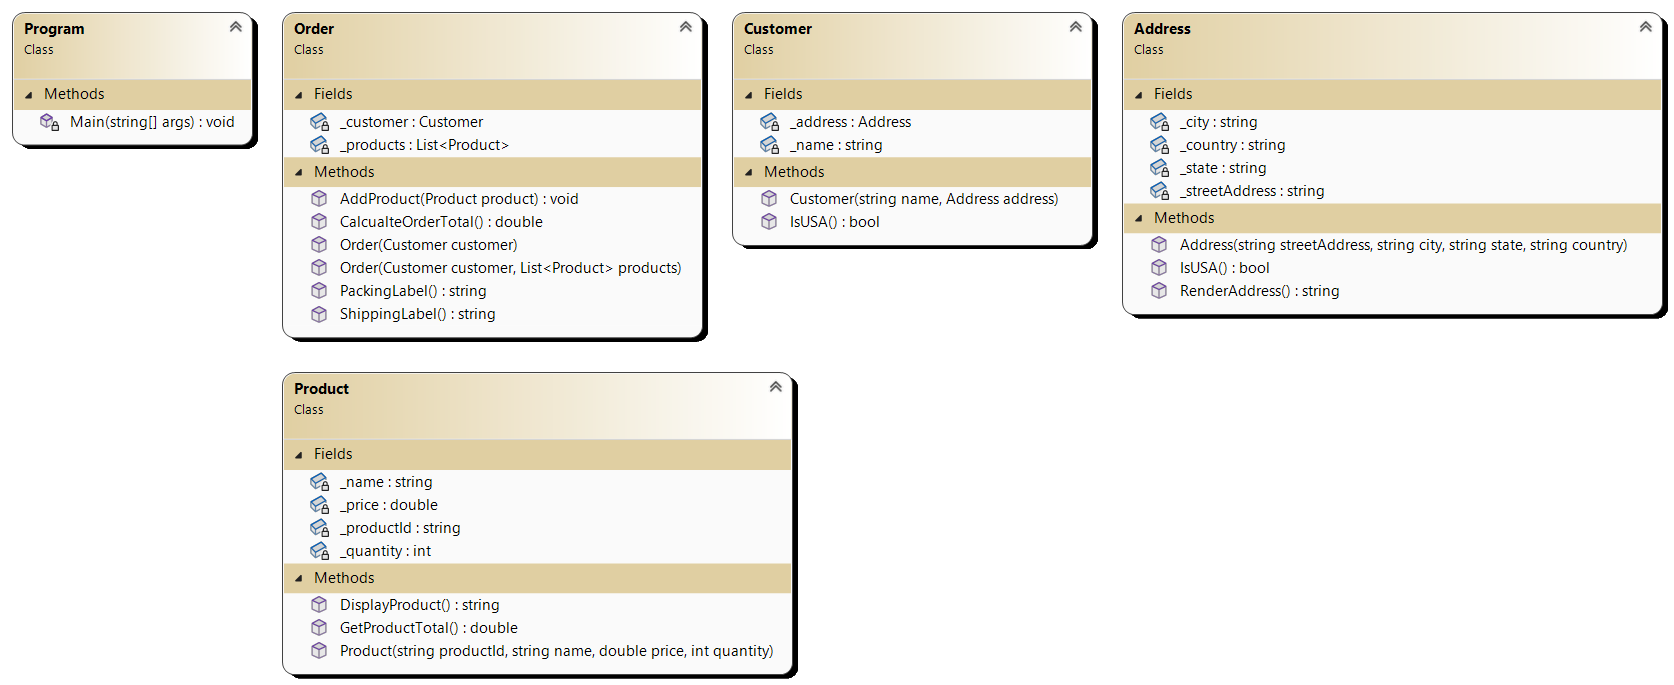 Program
Class
Methods
Main(string[] args) : void
Order
Class
Fields
_customer : Customer
_products : List<Product>
Methods
AddProduct(Product product) : void
CalcualteOrderTotal() : double
Order(Customer customer)
Order(Customer customer, List<Product> products)
PackingLabel() : string
ShippingLabel() : string
Customer
Class
Fields
_address : Address
_name : string
Methods
Customer(string name, Address address)
IsUSA() : bool
Address
Class
Fields
_city : string
_country : string
_state : string
_streetAddress : string
Methods
Address(string streetAddress, string city, string state, string country)
IsUSA() : bool
RenderAddress() : string
Product
Class
Fields
_name : string
_price : double
_productId : string
_quantity : int
Methods
DisplayProduct() : string
GetProductTotal() : double
Product(string productId, string name, double price, int quantity)